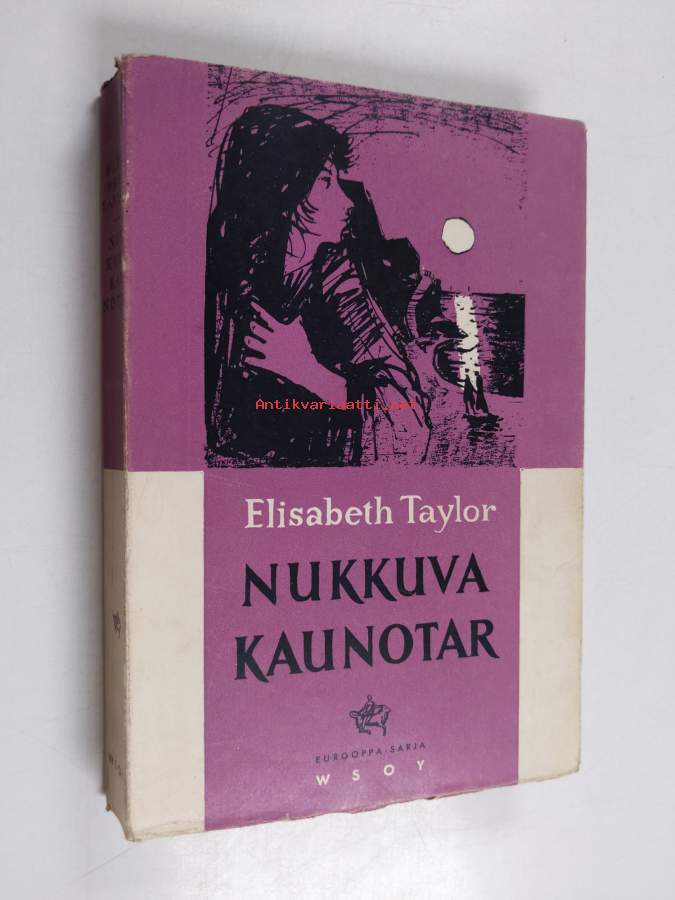 Antikvariaatti.net
Elisabeth Taylor
NUKKUVA
KAUNOTAR
EUROOPPA-SARJA
WSOY